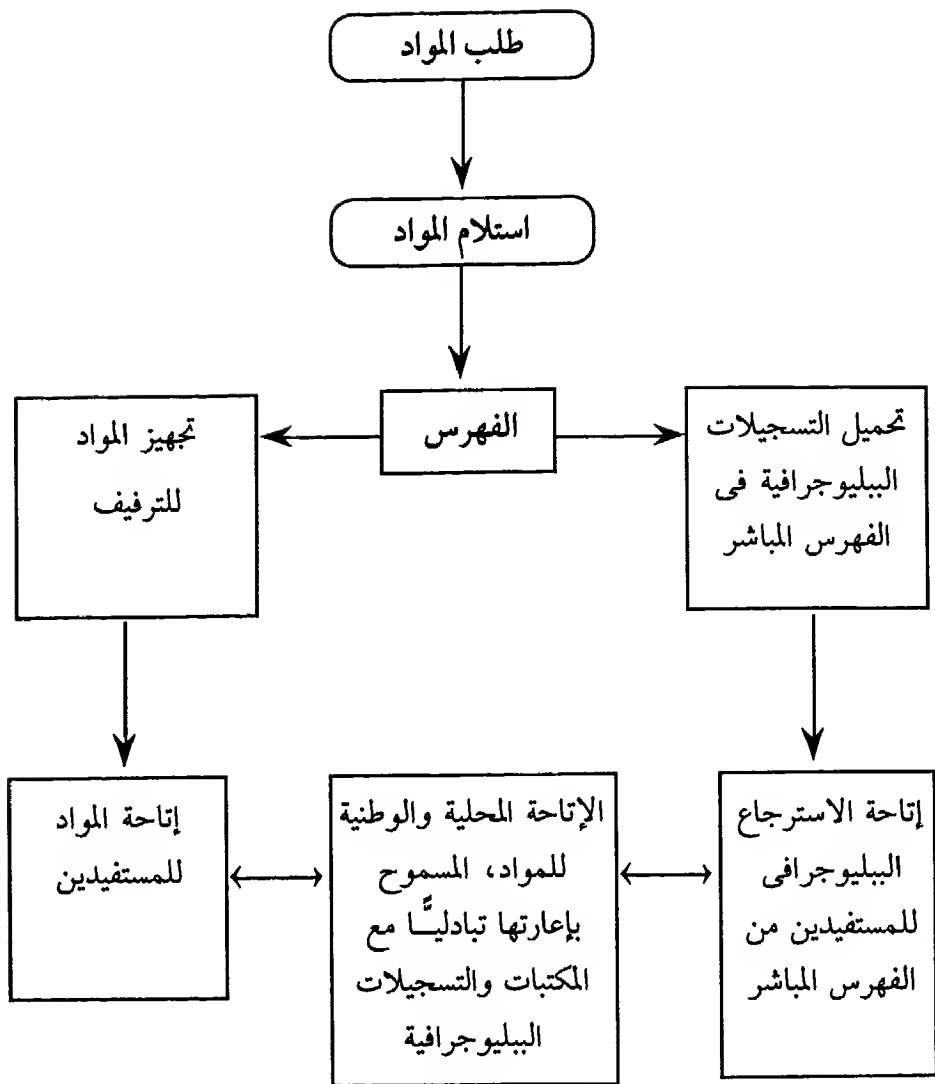 طلب المواد
استلام المواد
الفهرس
تحميل التسجيلات
الببليوجرافية فى
الفهرس المباشر
تجهيز المواد
للترفيف
إتاحة الاسترجاع
الببليوجرافى
للمستفيدين من
الفهرس المباشر
الإتاحة المحلية والوطنية
للمواد، المسموح
بإعارتها تبادليًّا مع
المكتبات والتسجيلات
الببليوجرافية
إتاحة المواد
للمستفيدين